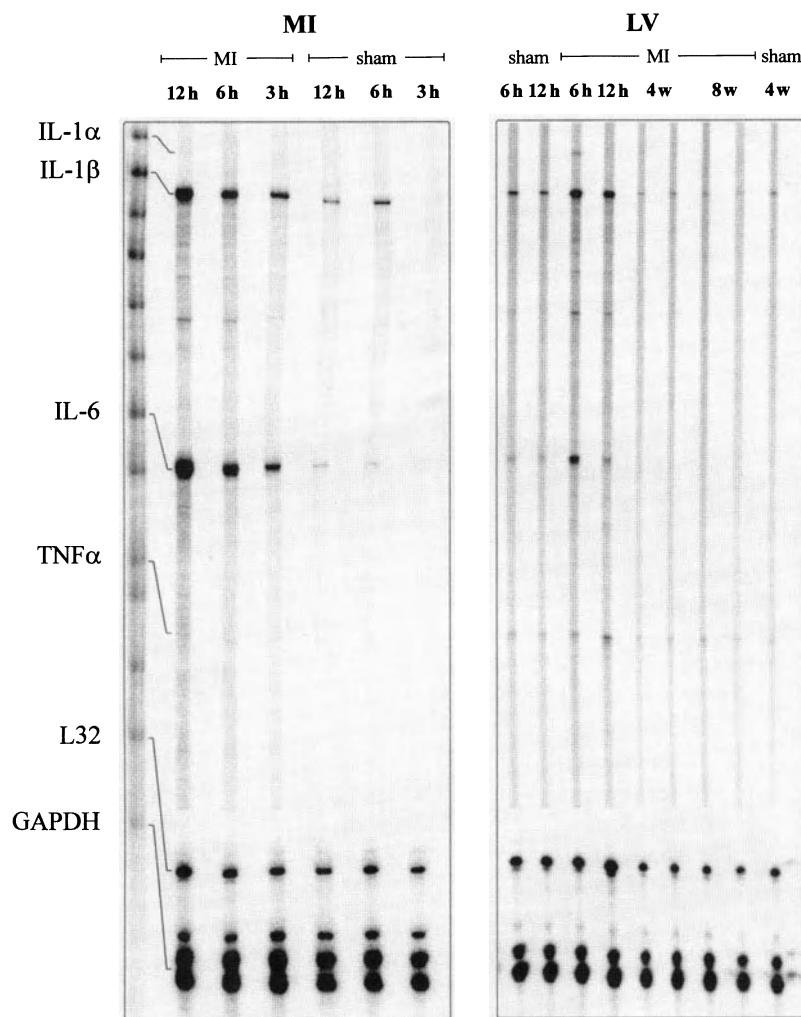 MI LV
MI sham sham MI sham
12 h 6 h 3 h 12 h 6 h 3 h 6 h 12 h 6 h 12 h 4 w 8 w 4 w
IL-1α
IL-1β
IL-6
TNFα
L32
GAPDH